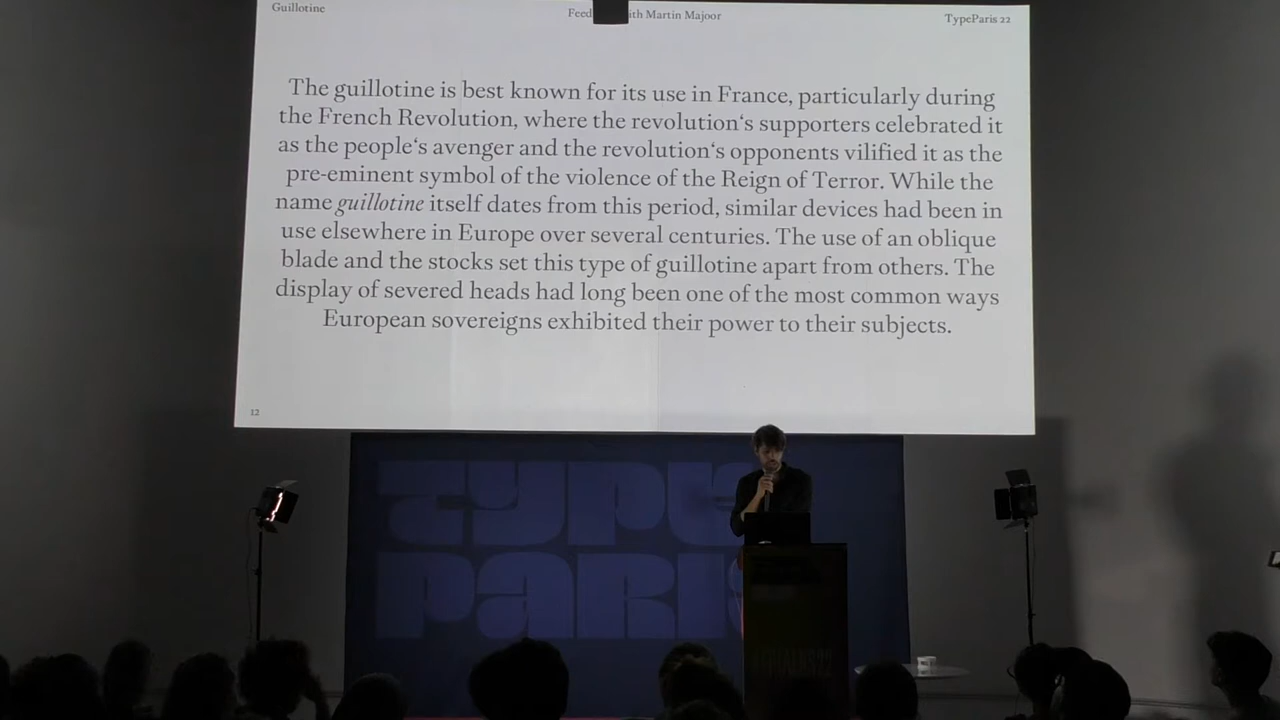 Guillotine
Feed ith Martin Majoor
TypeParis 22
The guillotine is best known for its use in France, particularly during
the French Revolution, where the revolution‘s supporters celebrated it
as the people‘s avenger and the revolution‘s opponents vilified it as the
pre-eminent symbol of the violence of the Reign of Terror. While the
name guillotine itself dates from this period, similar devices had been in
use elsewhere in Europe over several centuries. The use of an oblique
blade and the stocks set this type of guillotine apart from others. The
display of severed heads had long been one of the most common ways
European sovereigns exhibited their power to their subjects.
12
TYPE
PARIS